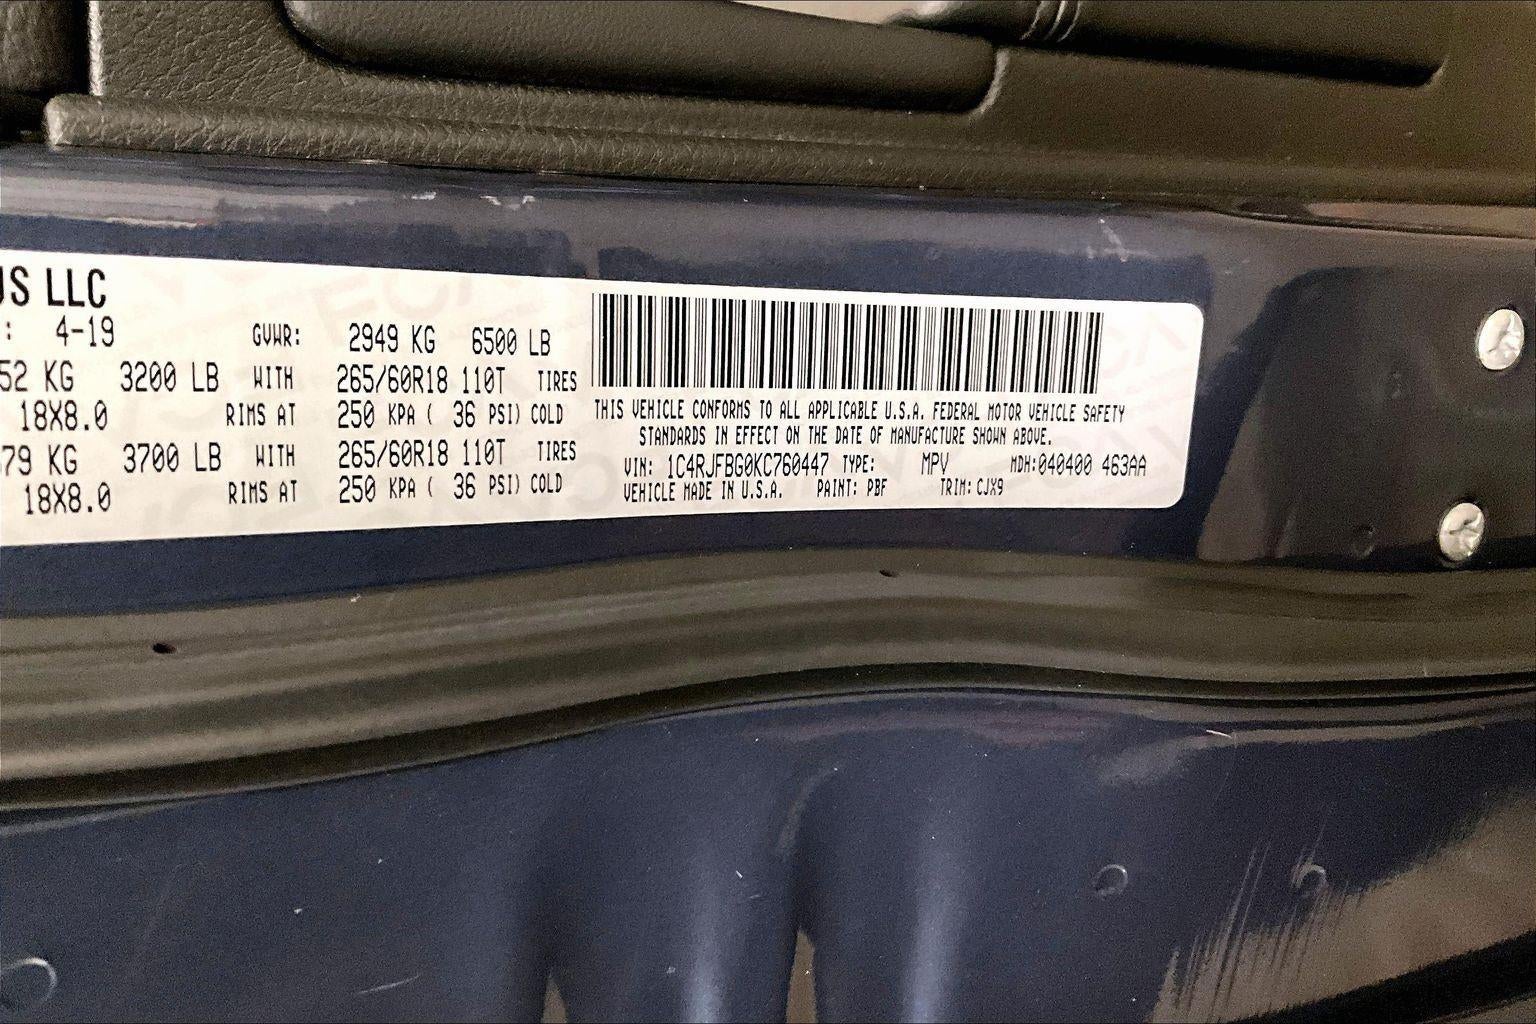 US LLC
: 4-19 GVWR: 2949 KG 6500 LB
52 KG 3200 LB WITH 265/60R18 110T TIRES
18X8.0 RIMS AT 250 KPA ( 36 PSI) COLD
679 KG 3700 LB WITH 265/60R18 110T TIRES
18X8.0 RIMS AT 250 KPA ( 36 PSI) COLD
THIS VEHICLE CONFORMS TO ALL APPLICABLE U.S.A. FEDERAL MOTOR VEHICLE SAFETY
STANDARDS IN EFFECT ON THE DATE OF MANUFACTURE SHOWN ABOVE.
VIN: 1C4RJFBG0KC760447 TYPE: MPV MDH:040400 463AA
VEHICLE MADE IN U.S.A. PAINT: PBF TRIM: CJX9